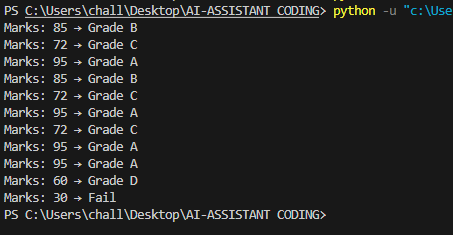 PS C:\Users\chall\Desktop\AI-ASSISTANT CODING> python -u "c:\Use
Marks: 85 → Grade B
Marks: 72 → Grade C
Marks: 95 → Grade A
Marks: 85 → Grade B
Marks: 72 → Grade C
Marks: 95 → Grade A
Marks: 72 → Grade C
Marks: 95 → Grade A
Marks: 95 → Grade A
Marks: 60 → Grade D
Marks: 30 → Fail
PS C:\Users\chall\Desktop\AI-ASSISTANT CODING>